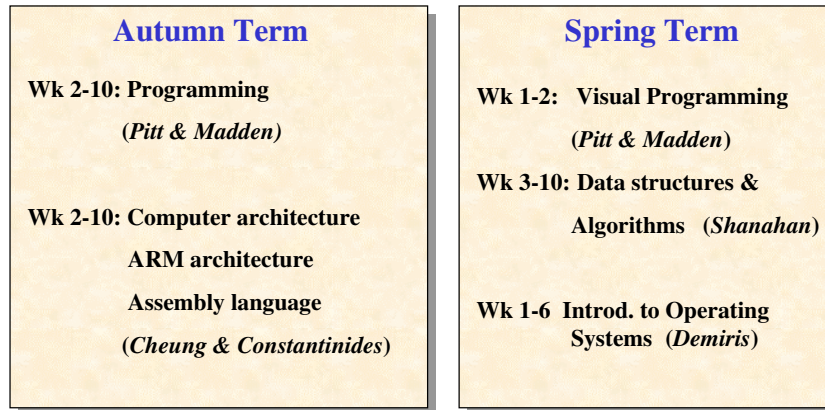 Autumn Term
Wk 2-10: Programming
(Pitt & Madden)
Wk 2-10: Computer architecture
ARM architecture
Assembly language
(Cheung & Constantinides)
Spring Term
Wk 1-2: Visual Programming
(Pitt & Madden)
Wk 3-10: Data structures &
Algorithms (Shanahan)
Wk 1-6 Introd. to Operating
Systems (Demiris)